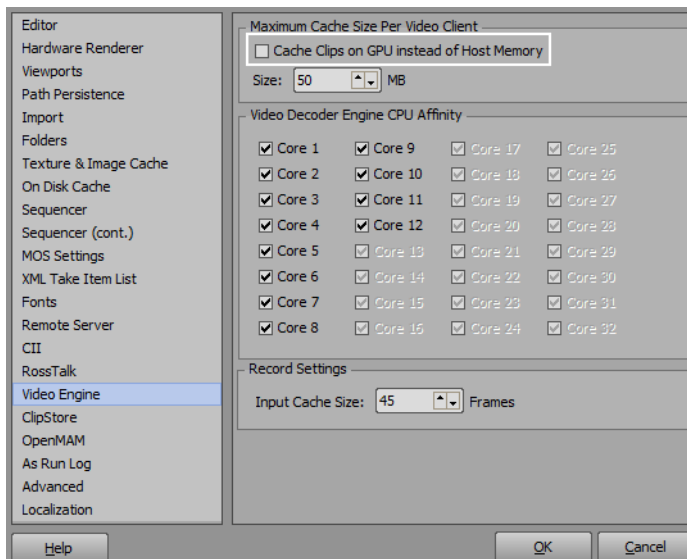 Editor
Hardware Renderer
Viewports
Path Persistence
Import
Folders
Texture & Image Cache
On Disk Cache
Sequencer
Sequencer (cont.)
MOS Settings
XML Take Item List
Fonts
Remote Server
CII
RossTalk
Video Engine
ClipStore
OpenMAM
As Run Log
Advanced
Localization
Maximum Cache Size Per Video Client
Cache Clips on GPU instead of Host Memory
Size: 50 MB
Video Decoder Engine CPU Affinity
Core 1 Core 9 Core 17 Core 25
Core 2 Core 10 Core 18 Core 26
Core 3 Core 11 Core 19 Core 27
Core 4 Core 12 Core 20 Core 28
Core 5 Core 13 Core 21 Core 29
Core 6 Core 14 Core 22 Core 30
Core 7 Core 15 Core 23 Core 31
Core 8 Core 16 Core 24 Core 32
Record Settings
Input Cache Size: 45 Frames
Help OK Cancel